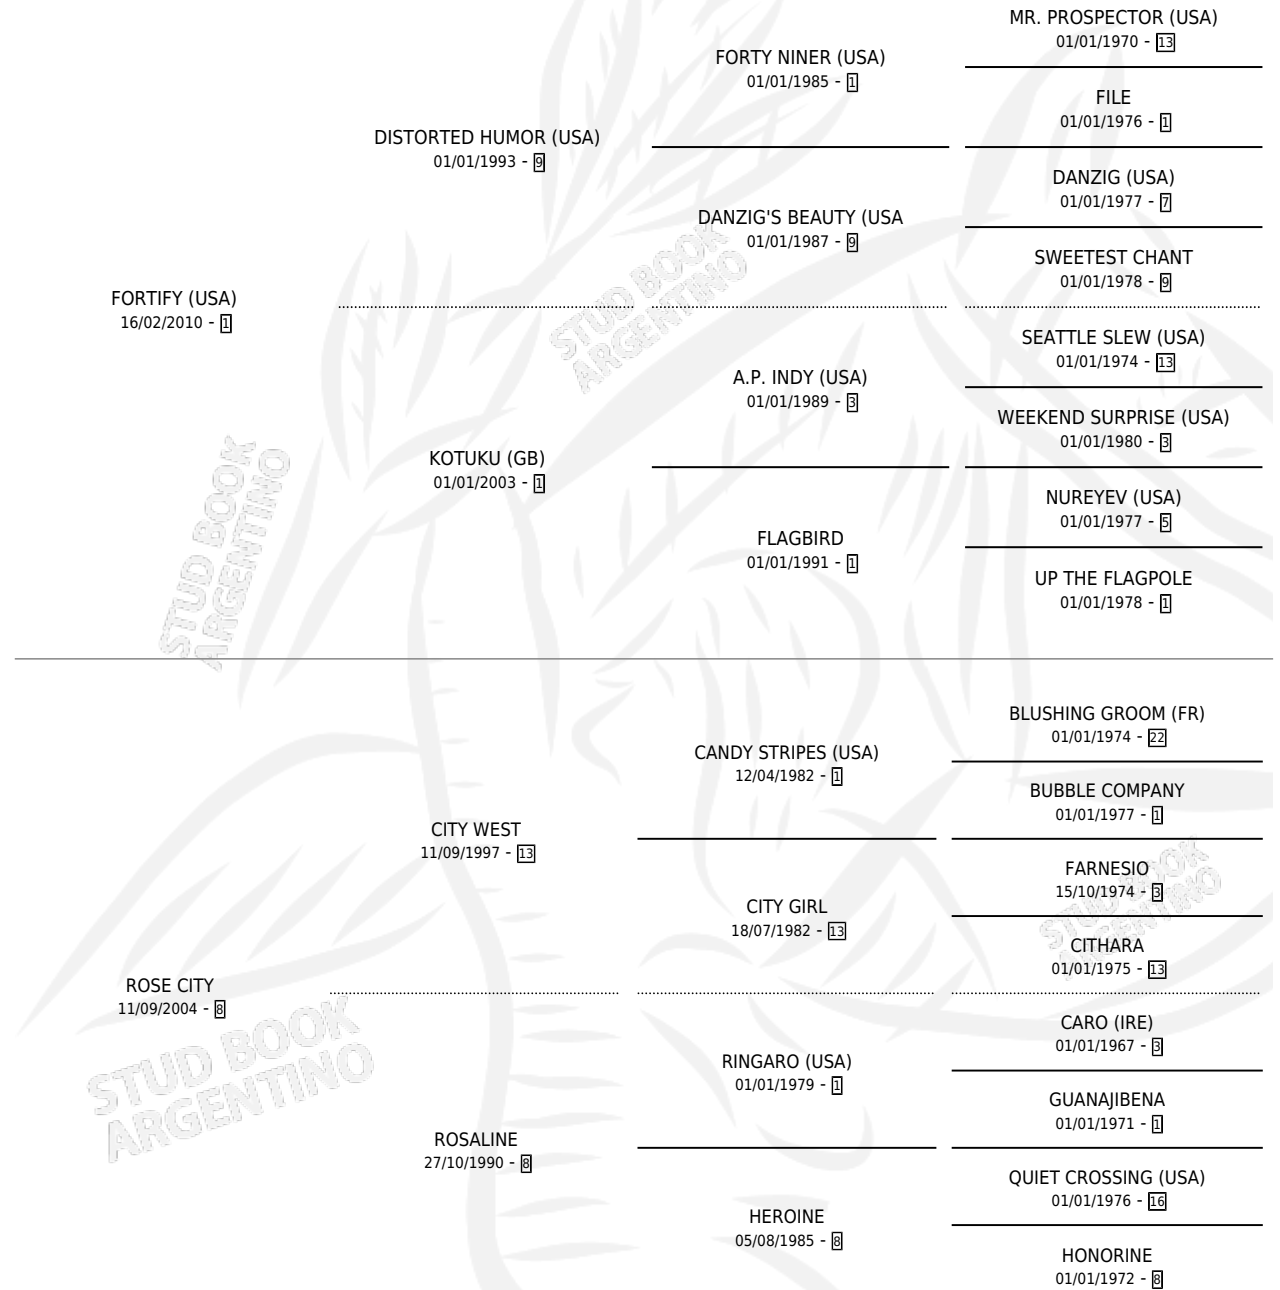 MR. PROSPECTOR (USA)
01/01/1970 - 13
FORTY NINER (USA)
01/01/1985 - 1
FILE
01/01/1976 - 1
DISTORTED HUMOR (USA)
01/01/1993 - 9
DANZIG (USA)
01/01/1977 - 7
DANZIG'S BEAUTY (USA
01/01/1987 - 9
SWEETEST CHANT
01/01/1978 - 9
FORTIFY (USA)
16/02/2010 - 1
STUD BOOK
ARGENTINO
SEATTLE SLEW (USA)
01/01/1974 - 13
A.P. INDY (USA)
01/01/1989 - 3
WEEKEND SURPRISE (USA)
01/01/1980 - 3
KOTUKU (GB)
01/01/2003 - 1
NUREYEV (USA)
01/01/1977 - 5
FLAGBIRD
01/01/1991 - 1
UP THE FLAGPOLE
01/01/1978 - 1
STUD BOOK
ARGENTINO
BLUSHING GROOM (FR)
01/01/1974 - 22
CANDY STRIPES (USA)
12/04/1982 - 1
BUBBLE COMPANY
01/01/1977 - 1
CITY WEST
11/09/1997 - 13
FARNESIO
15/10/1974 - 3
CITY GIRL
18/07/1982 - 13
STUD BOOK
ARGENTINO
CITHARA
01/01/1975 - 13
ROSE CITY
11/09/2004 - 8
CARO (IRE)
01/01/1967 - 3
RINGARO (USA)
01/01/1979 - 1
STUD BOOK
ARGENTINO
GUANAJIBENA
01/01/1971 - 1
ROSALINE
27/10/1990 - 8
QUIET CROSSING (USA)
01/01/1976 - 16
HEROINE
05/08/1985 - 8
HONORINE
01/01/1972 - 8